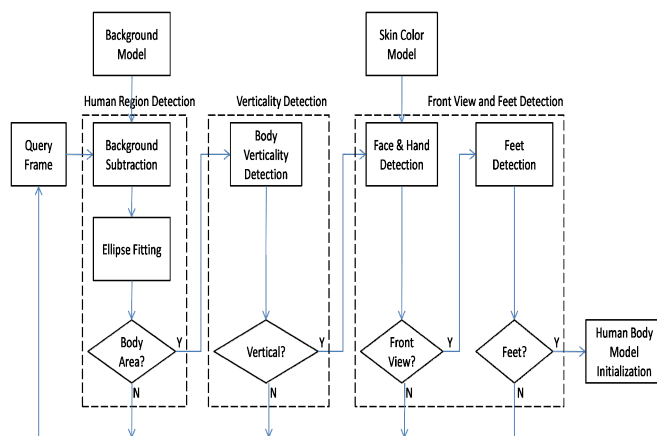 Background
Model
Skin Color
Model
Human Region Detection
Verticality Detection
Front View and Feet Detection
Query
Frame
Background
Subtraction
Body
Verticality
Detection
Face & Hand
Detection
Feet
Detection
Ellipse Fitting
Body
Area?
Y
N
Vertical?
Y
N
Front
View?
Y
N
Feet?
Y
N
Human Body
Model
Initialization